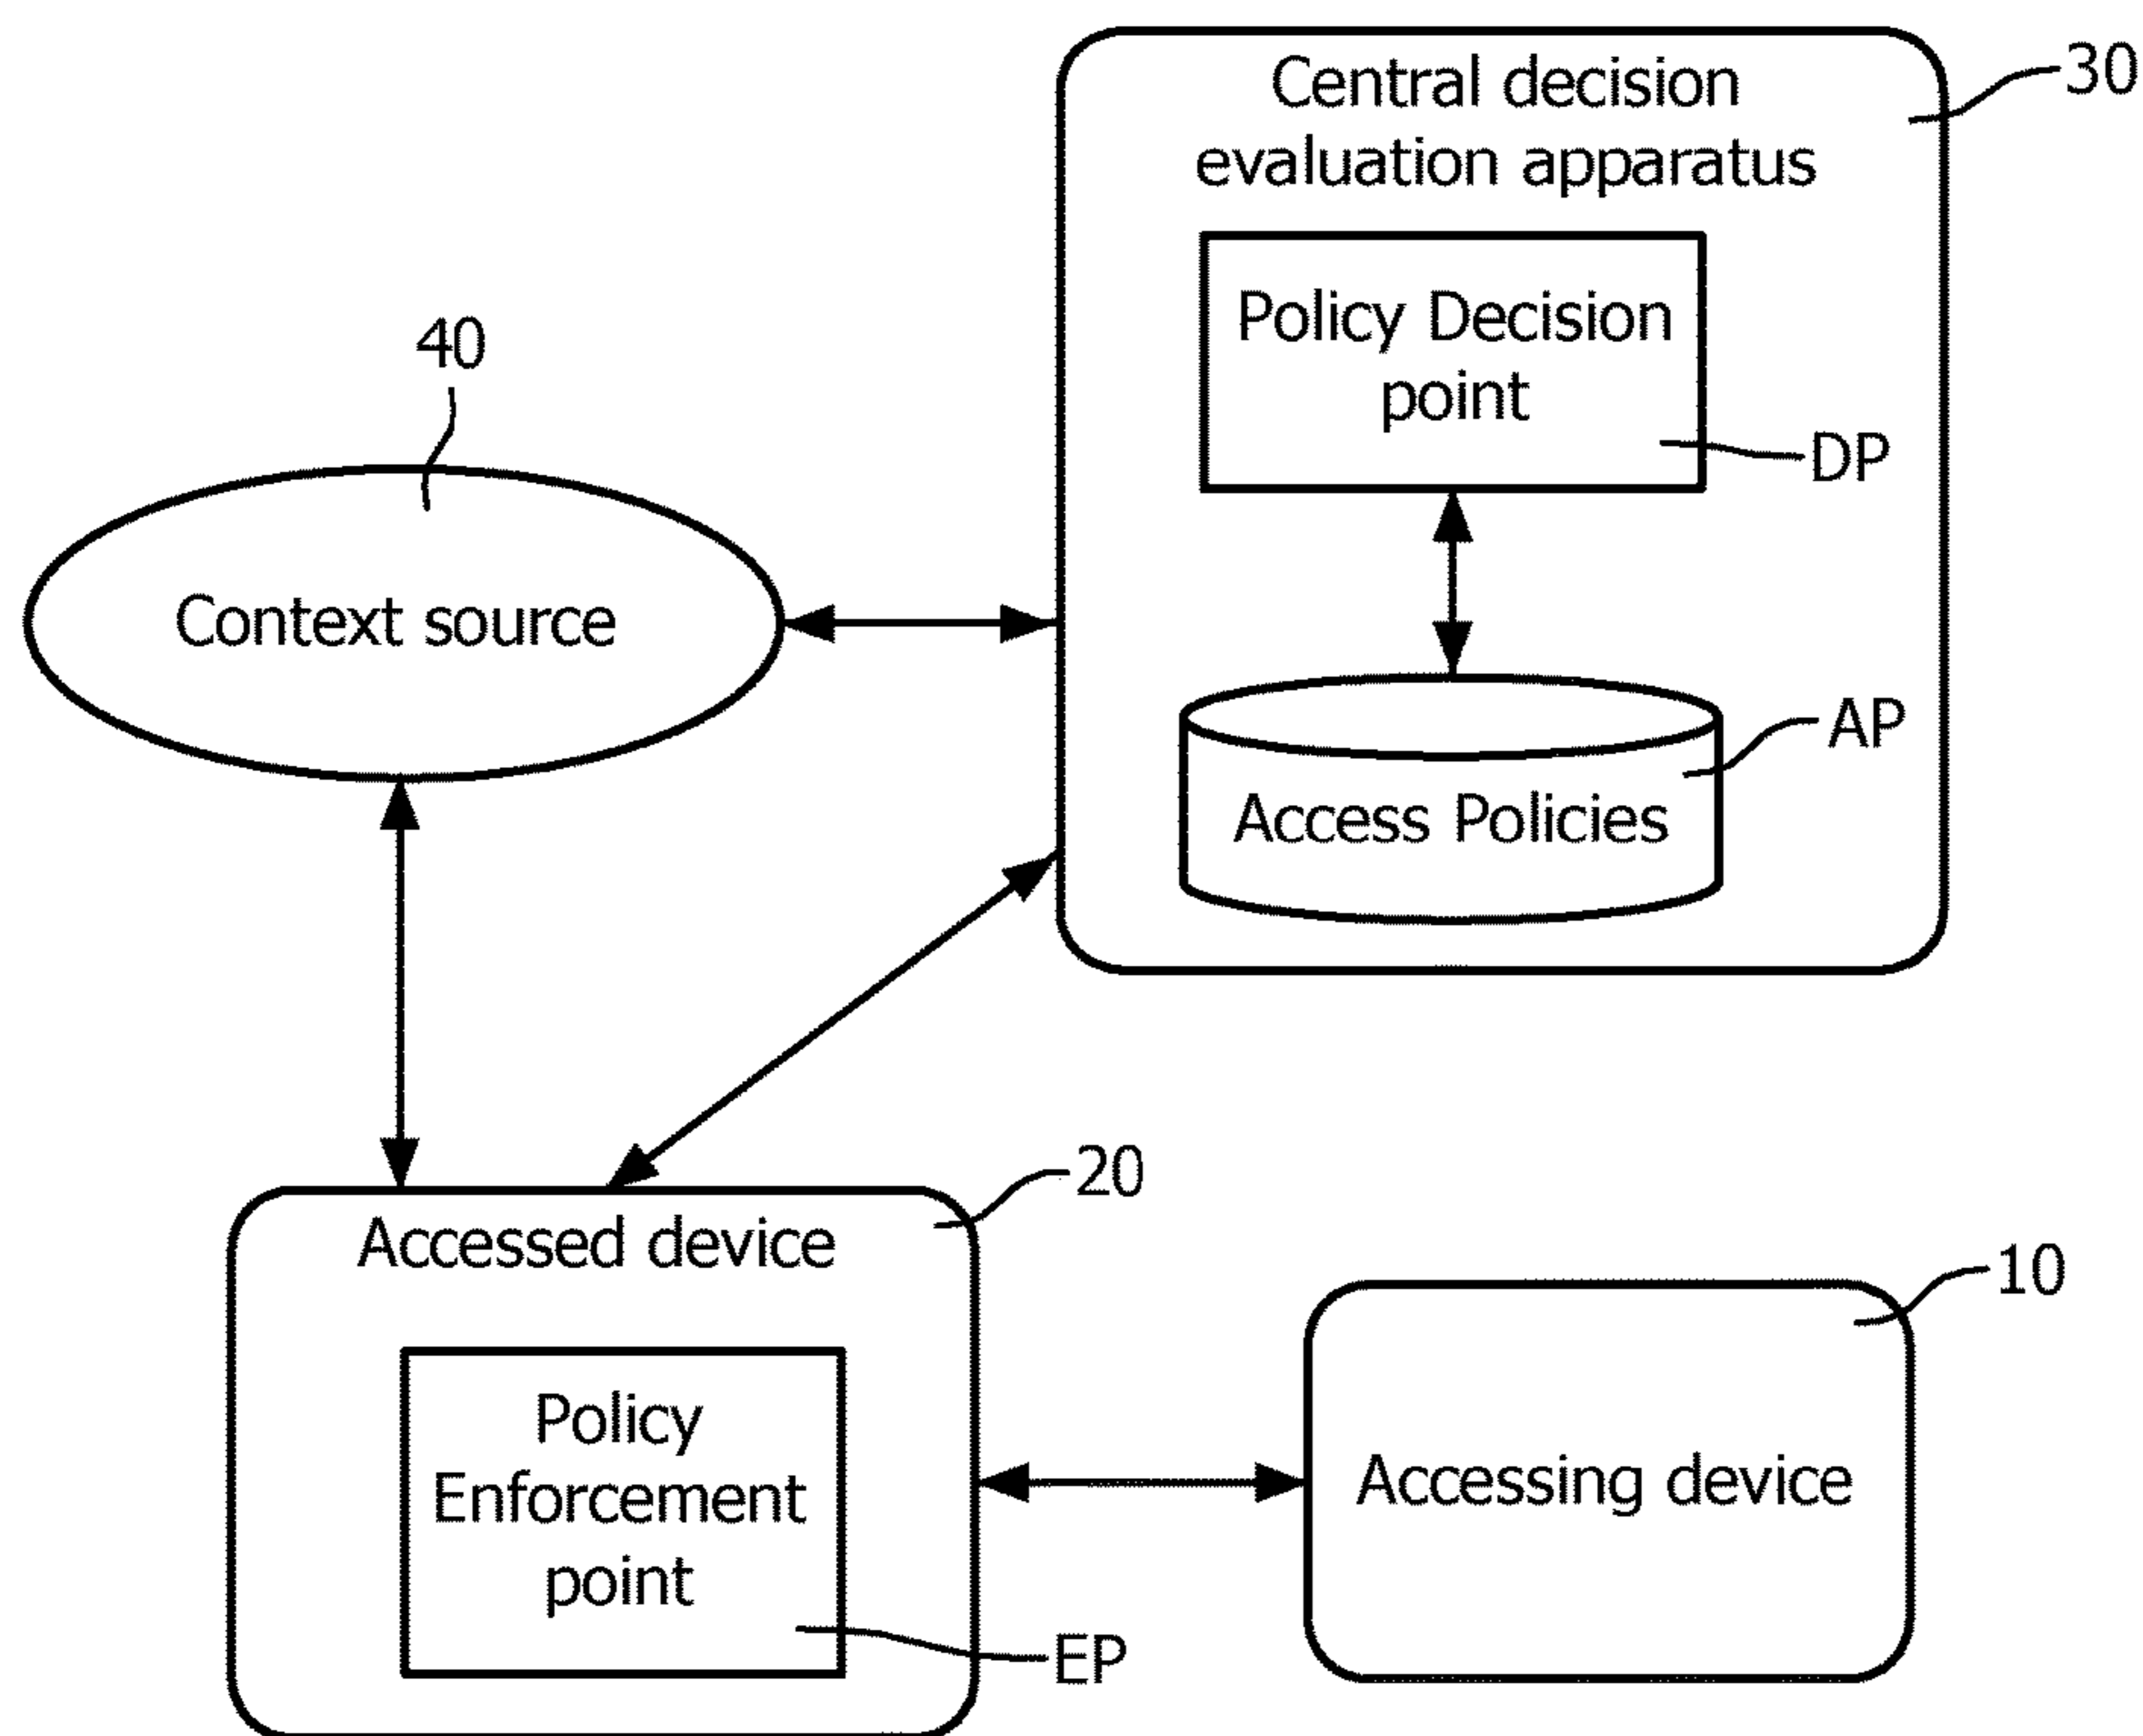 Central decision
evaluation apparatus
30
Policy Decision
point
DP
40
Context source
AP
Access Policies
20
Accessed device
10
Policy
Enforcement
point
EP
Accessing device